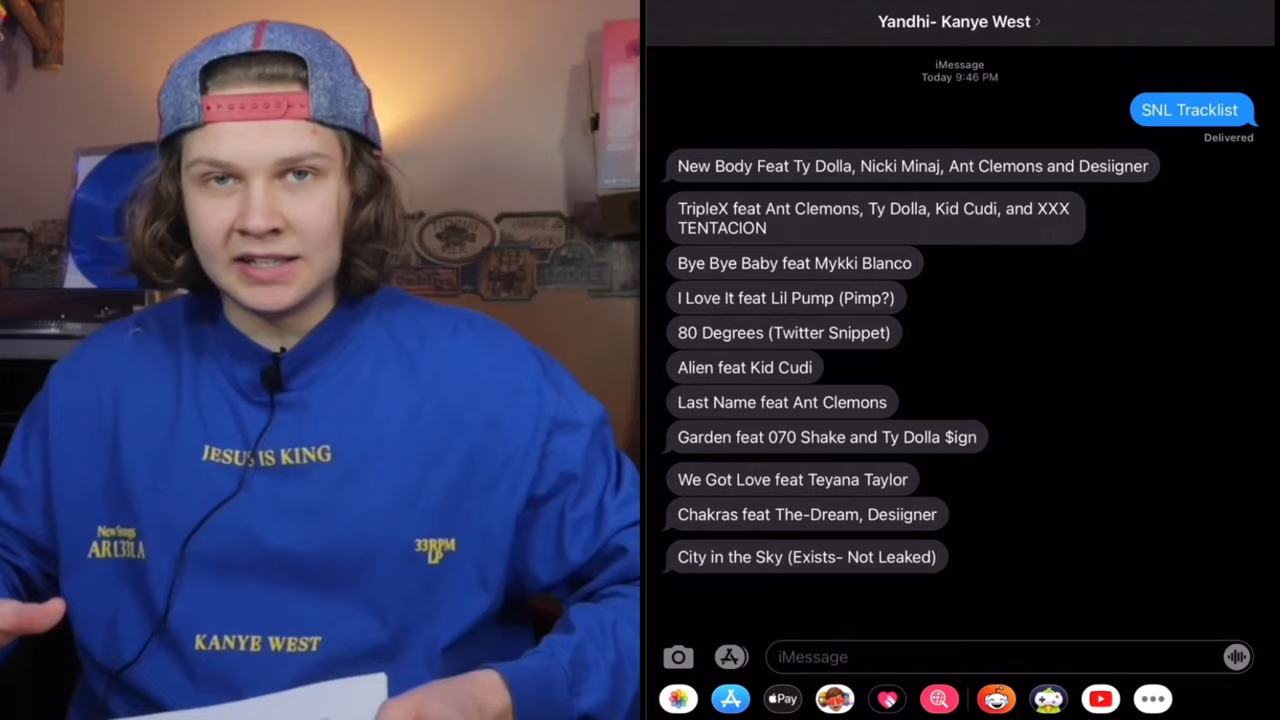 JESUS IS KING
New Songs
AR1331A
33RPM
LP
KANYE WEST
Yandhi- Kanye West
iMessage
Today 9:46 PM
SNL Tracklist
Delivered
New Body Feat Ty Dolla, Nicki Minaj, Ant Clemons and Desiigner
TripleX feat Ant Clemons, Ty Dolla, Kid Cudi, and XXX
TENTACION
Bye Bye Baby feat Mykki Blanco
I Love It feat Lil Pump (Pimp?)
80 Degrees (Twitter Snippet)
Alien feat Kid Cudi
Last Name feat Ant Clemons
Garden feat 070 Shake and Ty Dolla $ign
We Got Love feat Teyana Taylor
Chakras feat The-Dream, Desiigner
City in the Sky (Exists- Not Leaked)
iMessage
Pay